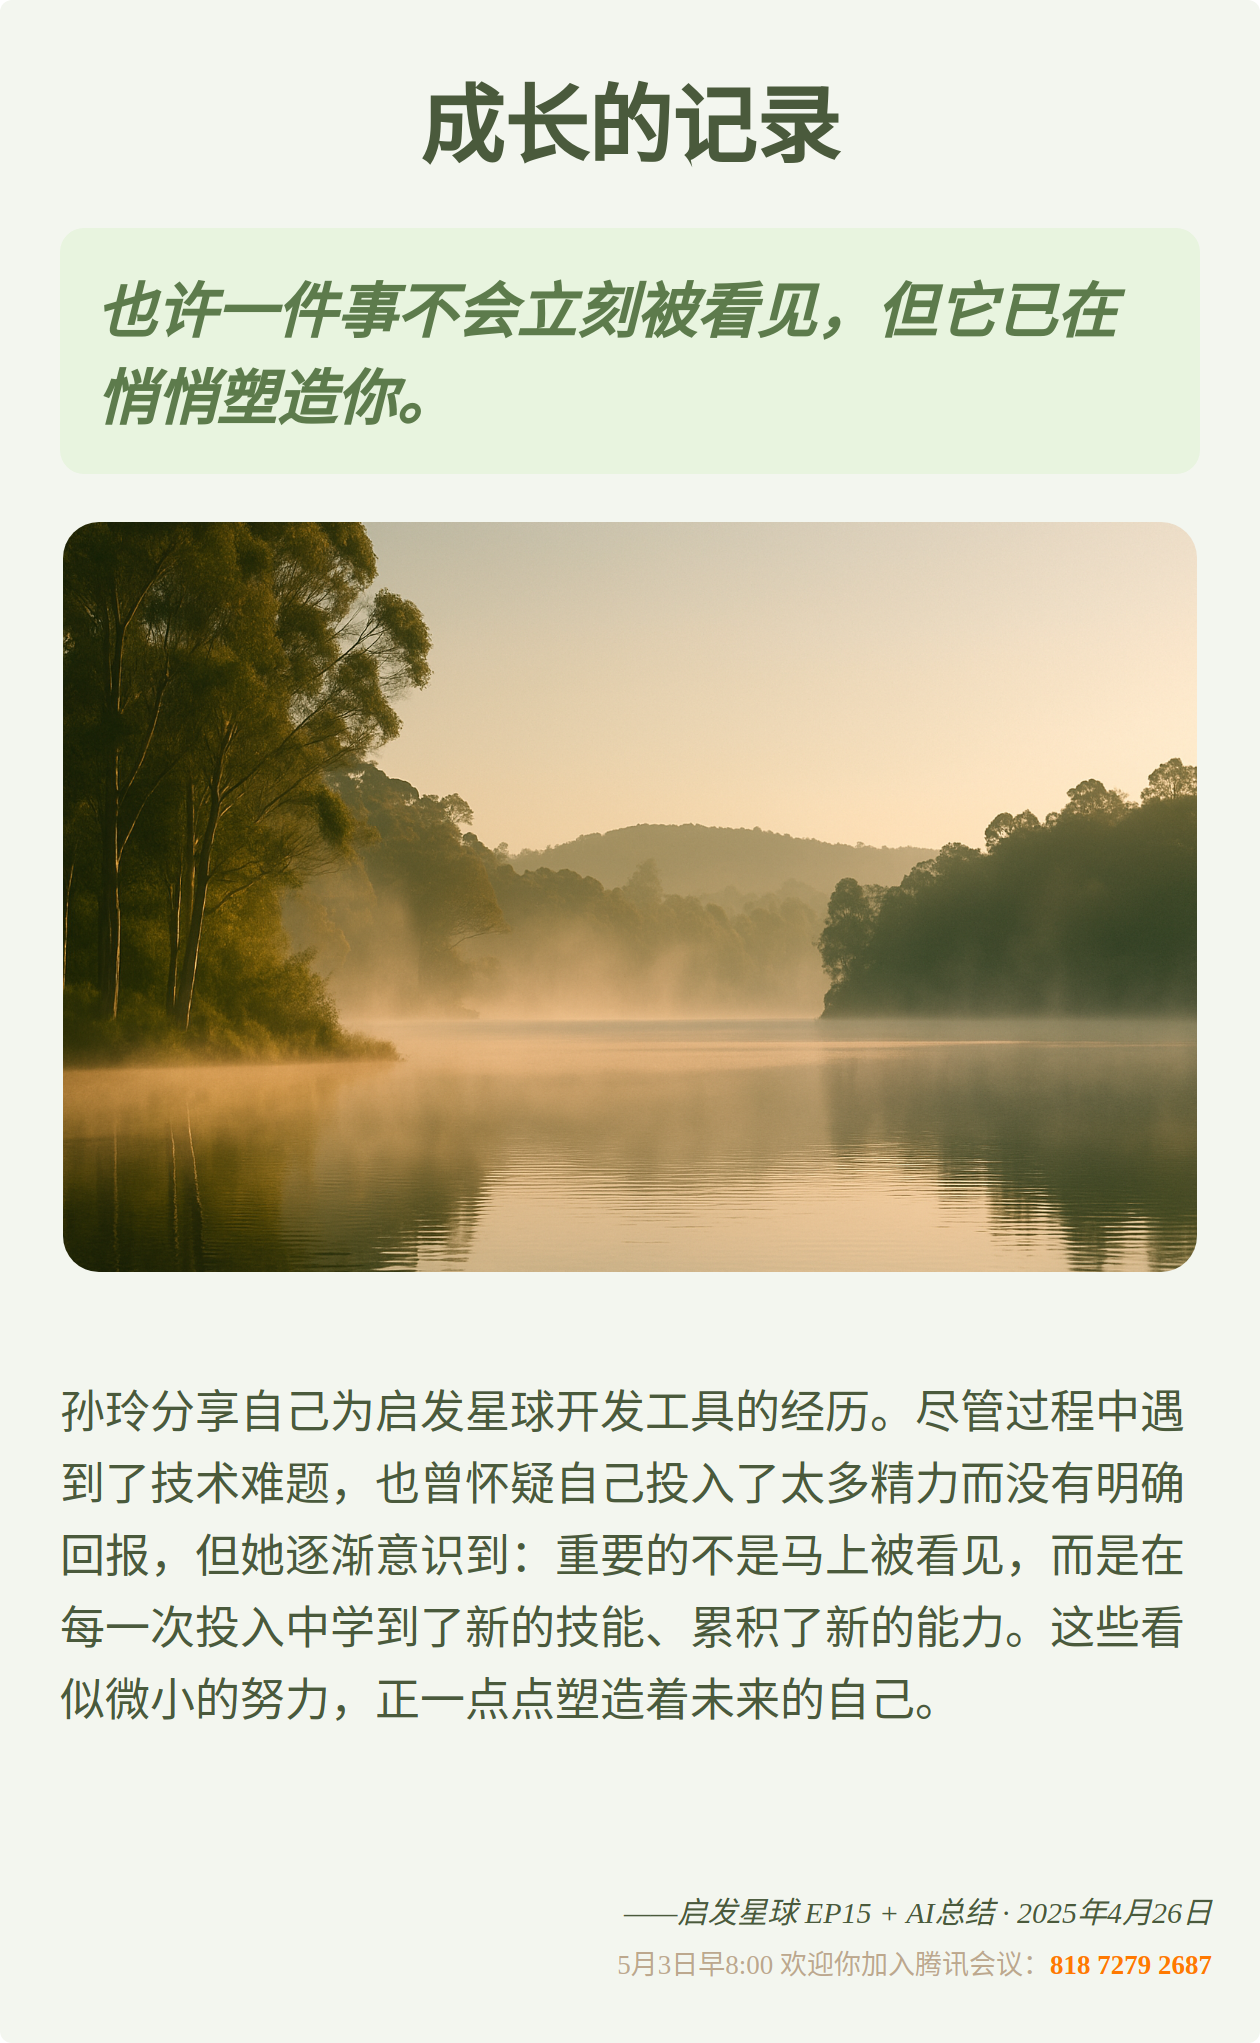 成长的记录
也许一件事不会立刻被看见，但它已在
悄悄塑造你。
孙玲分享自己为启发星球开发工具的经历。尽管过程中遇
到了技术难题，也曾怀疑自己投入了太多精力而没有明确
回报，但她逐渐意识到：重要的不是马上被看见，而是在
每一次投入中学到了新的技能、累积了新的能力。这些看
似微小的努力，正一点点塑造着未来的自己。
——启发星球 EP15 + AI总结 · 2025年4月26日
5月3日早8:00 欢迎你加入腾讯会议：818 7279 2687